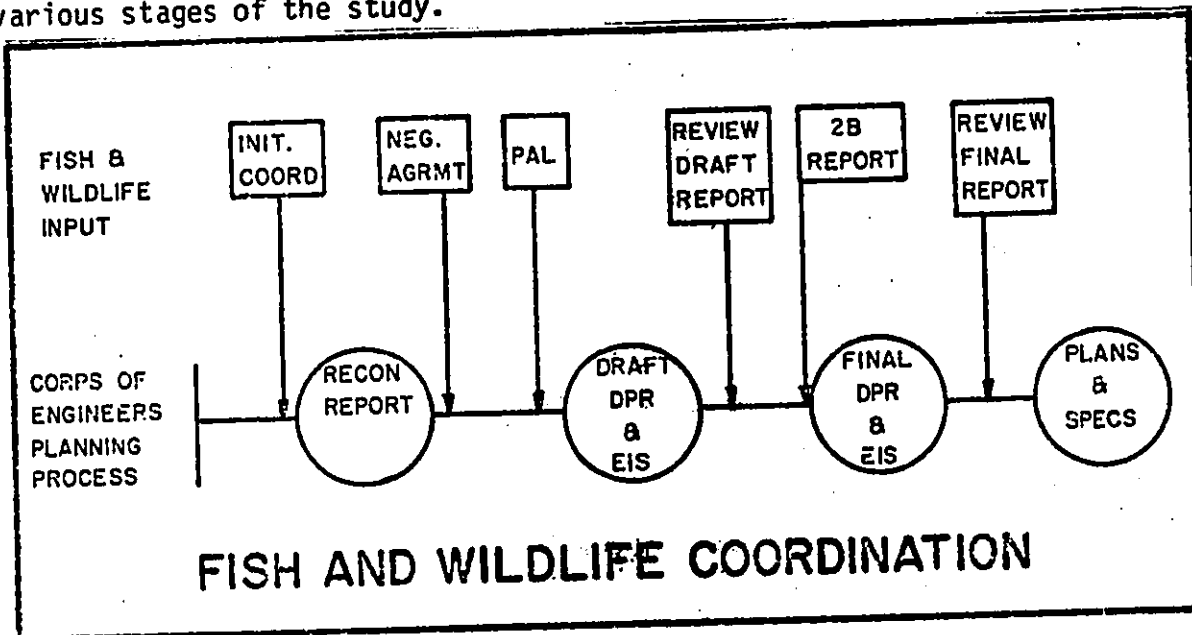 various stages of the study.
FISH &
WILDLIFE
INPUT
INIT.
COORD
NEG.
AGRMT
PAL
REVIEW
DRAFT
REPORT
2B
REPORT
REVIEW
FINAL
REPORT
CORPS OF
ENGINEERS
PLANNING
PROCESS
RECON
REPORT
DRAFT
DPR
&
EIS
FINAL
DPR
&
EIS
PLANS
&
SPECS
FISH AND WILDLIFE COORDINATION